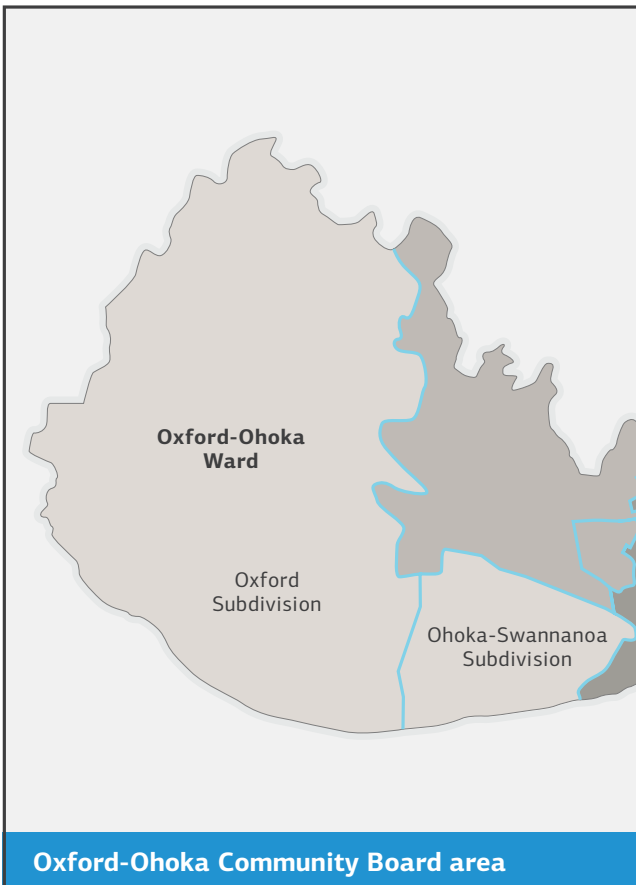 Oxford-Ohoka
Ward
Oxford
Subdivision
Ohoka-Swannanoa
Subdivision
Oxford-Ohoka Community Board area